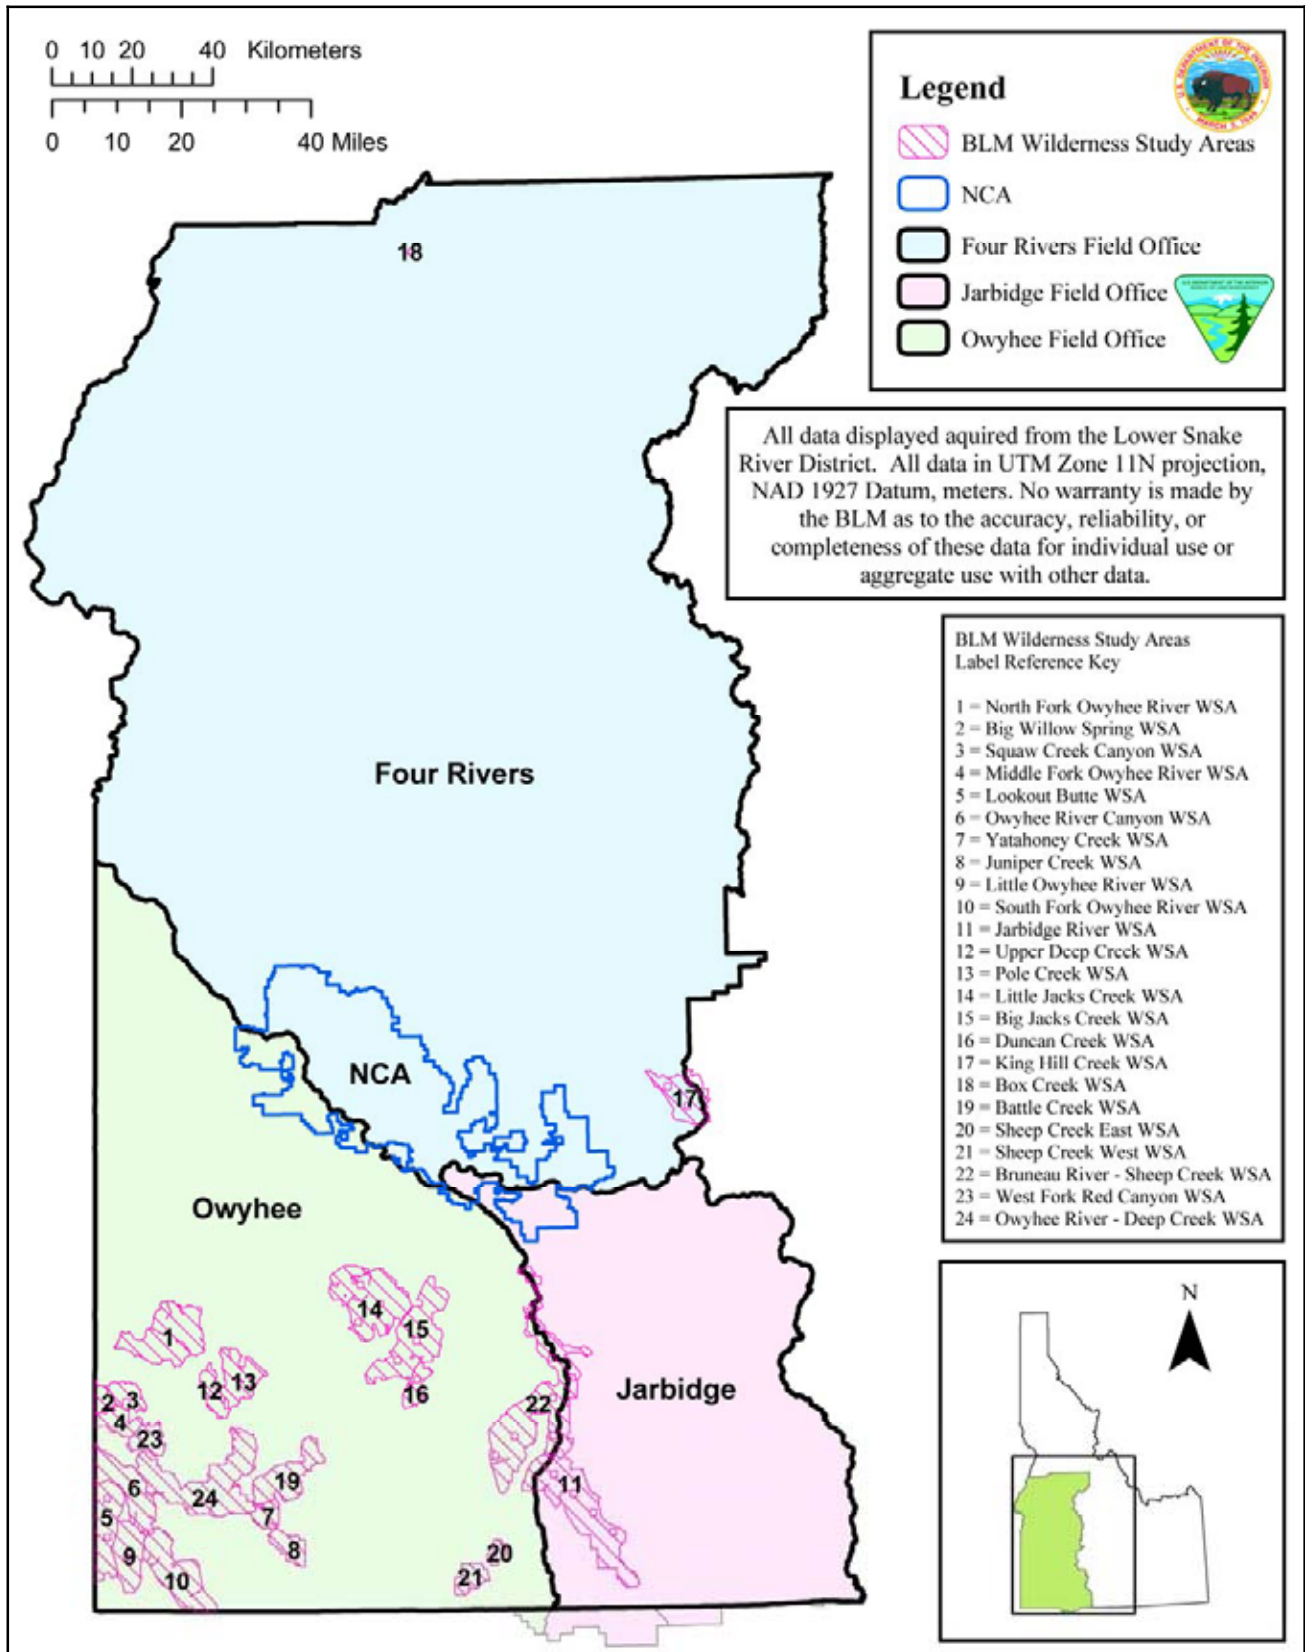 0 10 20 40 Kilometers
0 10 20 40 Miles
Legend
U.S. DEPARTMENT OF THE INTERIOR
MARCH 3, 1849
BLM Wilderness Study Areas
NCA
Four Rivers Field Office
Jarbidge Field Office
Owyhee Field Office
All data displayed aquired from the Lower Snake
River District. All data in UTM Zone 11N projection,
NAD 1927 Datum, meters. No warranty is made by
the BLM as to the accuracy, reliability, or
completeness of these data for individual use or
aggregate use with other data.
BLM Wilderness Study Areas
Label Reference Key
1 = North Fork Owyhee River WSA
2 = Big Willow Spring WSA
3 = Squaw Creek Canyon WSA
4 = Middle Fork Owyhee River WSA
5 = Lookout Butte WSA
6 = Owyhee River Canyon WSA
7 = Yatahoney Creek WSA
8 = Juniper Creek WSA
9 = Little Owyhee River WSA
10 = South Fork Owyhee River WSA
11 = Jarbidge River WSA
12 = Upper Deep Creek WSA
13 = Pole Creek WSA
14 = Little Jacks Creek WSA
15 = Big Jacks Creek WSA
16 = Duncan Creek WSA
17 = King Hill Creek WSA
18 = Box Creek WSA
19 = Battle Creek WSA
20 = Sheep Creek East WSA
21 = Sheep Creek West WSA
22 = Bruneau River - Sheep Creek WSA
23 = West Fork Red Canyon WSA
24 = Owyhee River - Deep Creek WSA
N
18
Four Rivers
NCA
17
Owyhee
14
15
1
13
12
16
Jarbidge
2
3
4
22
23
19
11
6
24
5
7
8
9
20
10
21